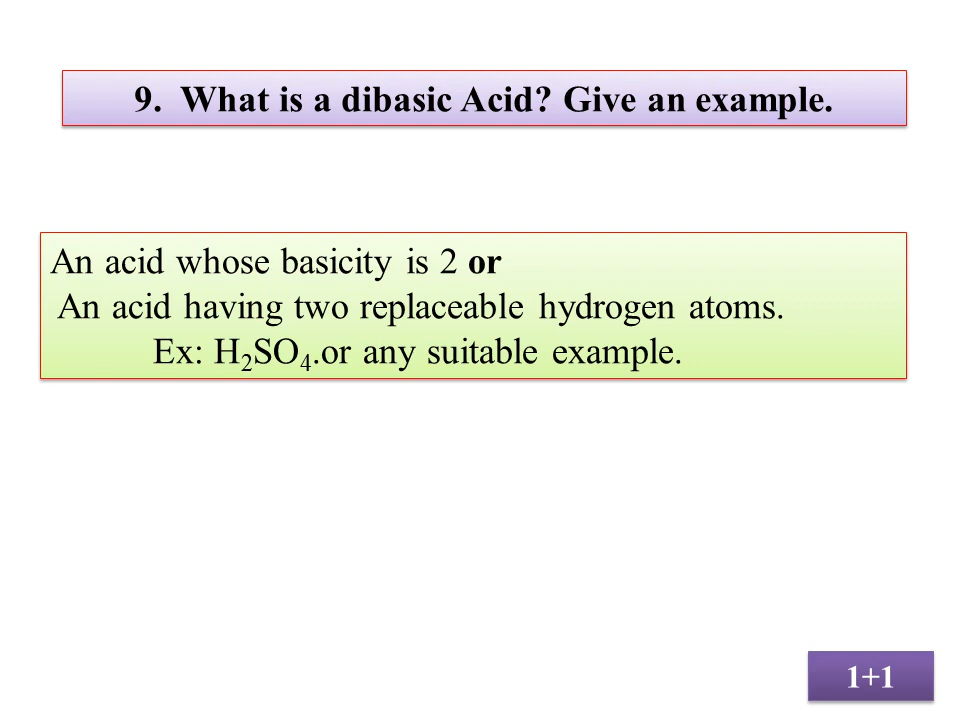 9. What is a dibasic Acid? Give an example.
An acid whose basicity is 2 or
An acid having two replaceable hydrogen atoms.
Ex: H₂SO₄.or any suitable example.
1+1